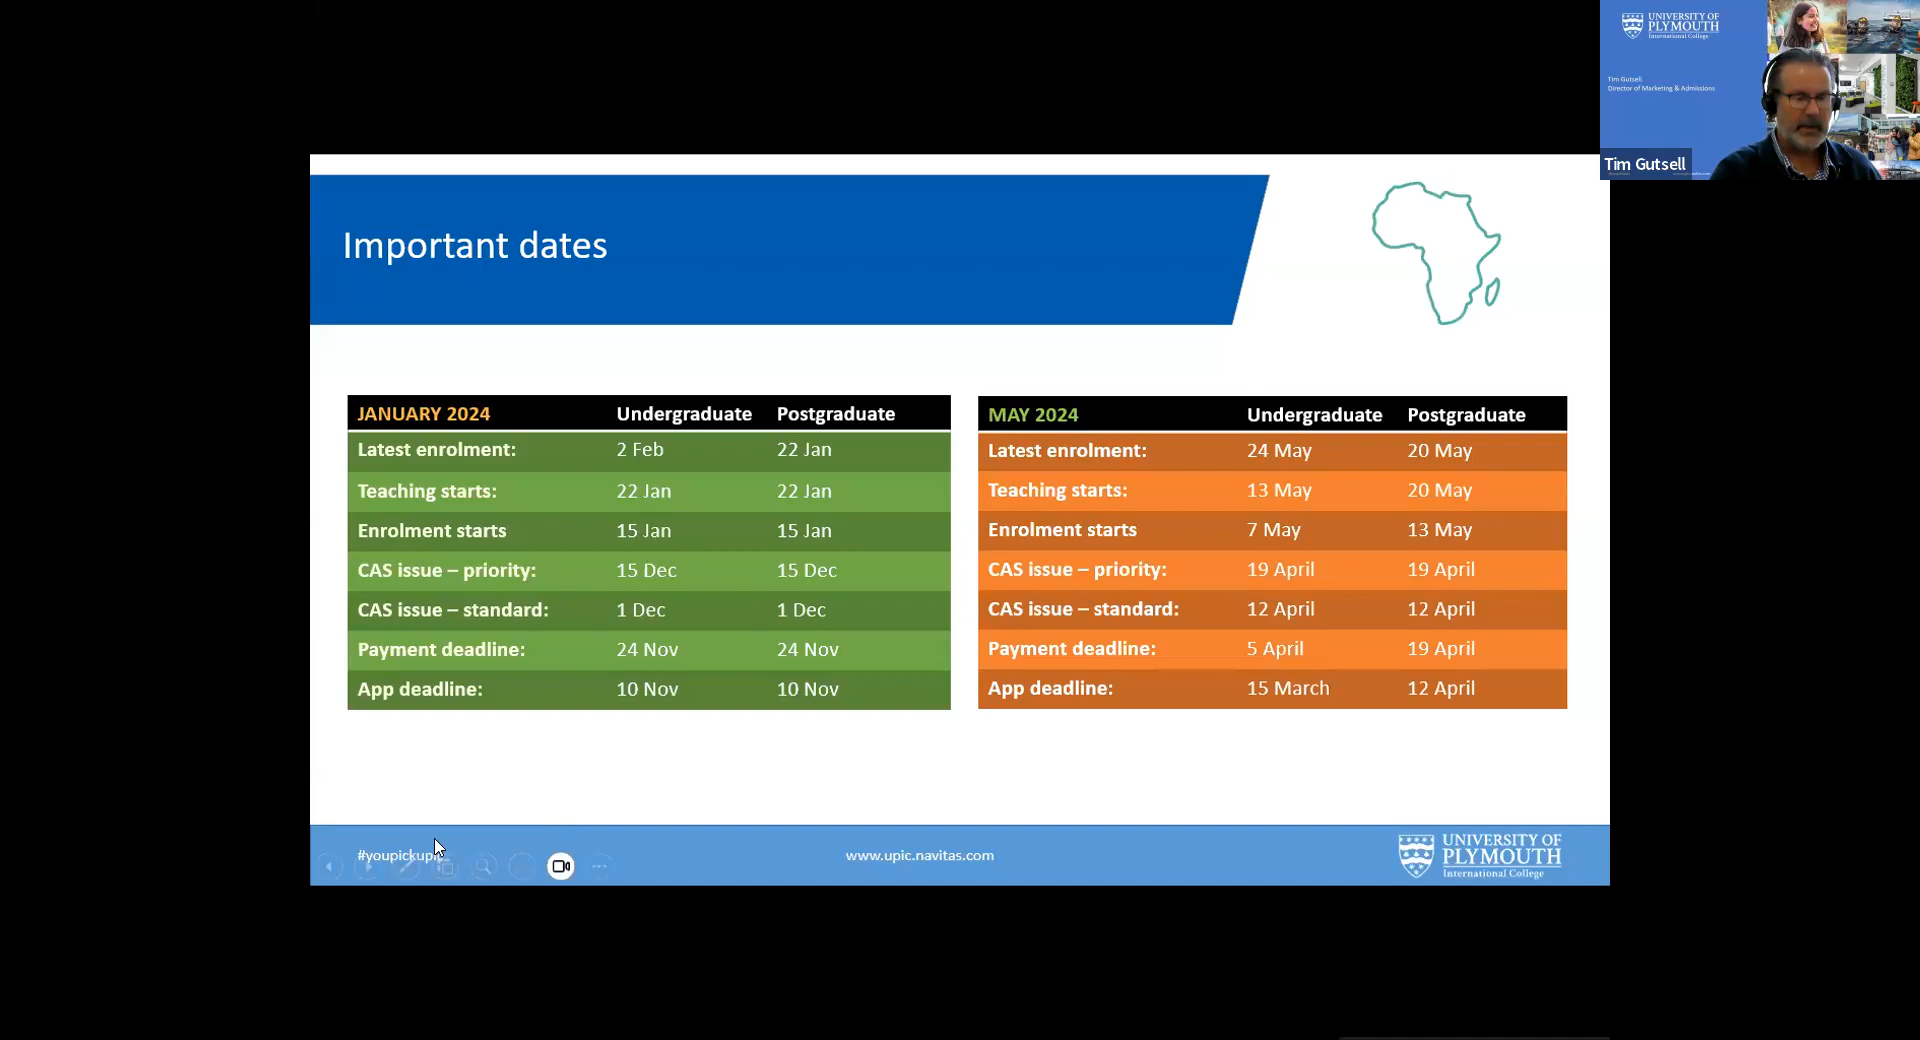 UNIVERSITY OF
PLYMOUTH
International College
Tim Gutsell
Director of Marketing & Admissions
Tim Gutsell
Important dates
JANUARY 2024 Undergraduate Postgraduate
Latest enrolment: 2 Feb 22 Jan
Teaching starts: 22 Jan 22 Jan
Enrolment starts 15 Jan 15 Jan
CAS issue – priority: 15 Dec 15 Dec
CAS issue – standard: 1 Dec 1 Dec
Payment deadline: 24 Nov 24 Nov
App deadline: 10 Nov 10 Nov
MAY 2024 Undergraduate Postgraduate
Latest enrolment: 24 May 20 May
Teaching starts: 13 May 20 May
Enrolment starts 7 May 13 May
CAS issue – priority: 19 April 19 April
CAS issue – standard: 12 April 12 April
Payment deadline: 5 April 19 April
App deadline: 15 March 12 April
#youpickupic
www.upic.navitas.com
UNIVERSITY OF
PLYMOUTH
International College